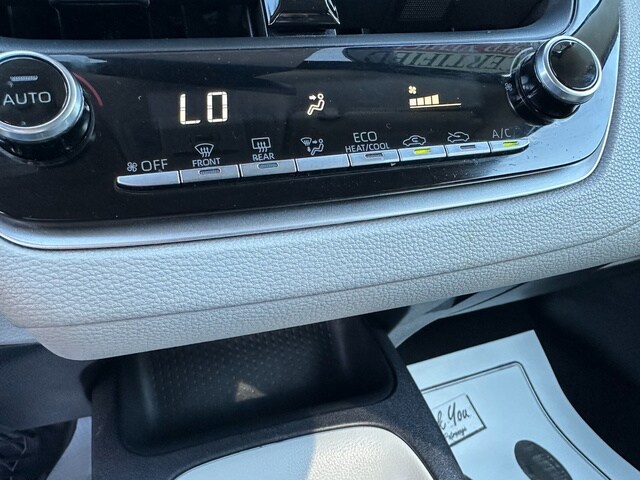 AUTO
LO
OFF
FRONT
REAR
ECO
HEAT/COOL
A/C
You